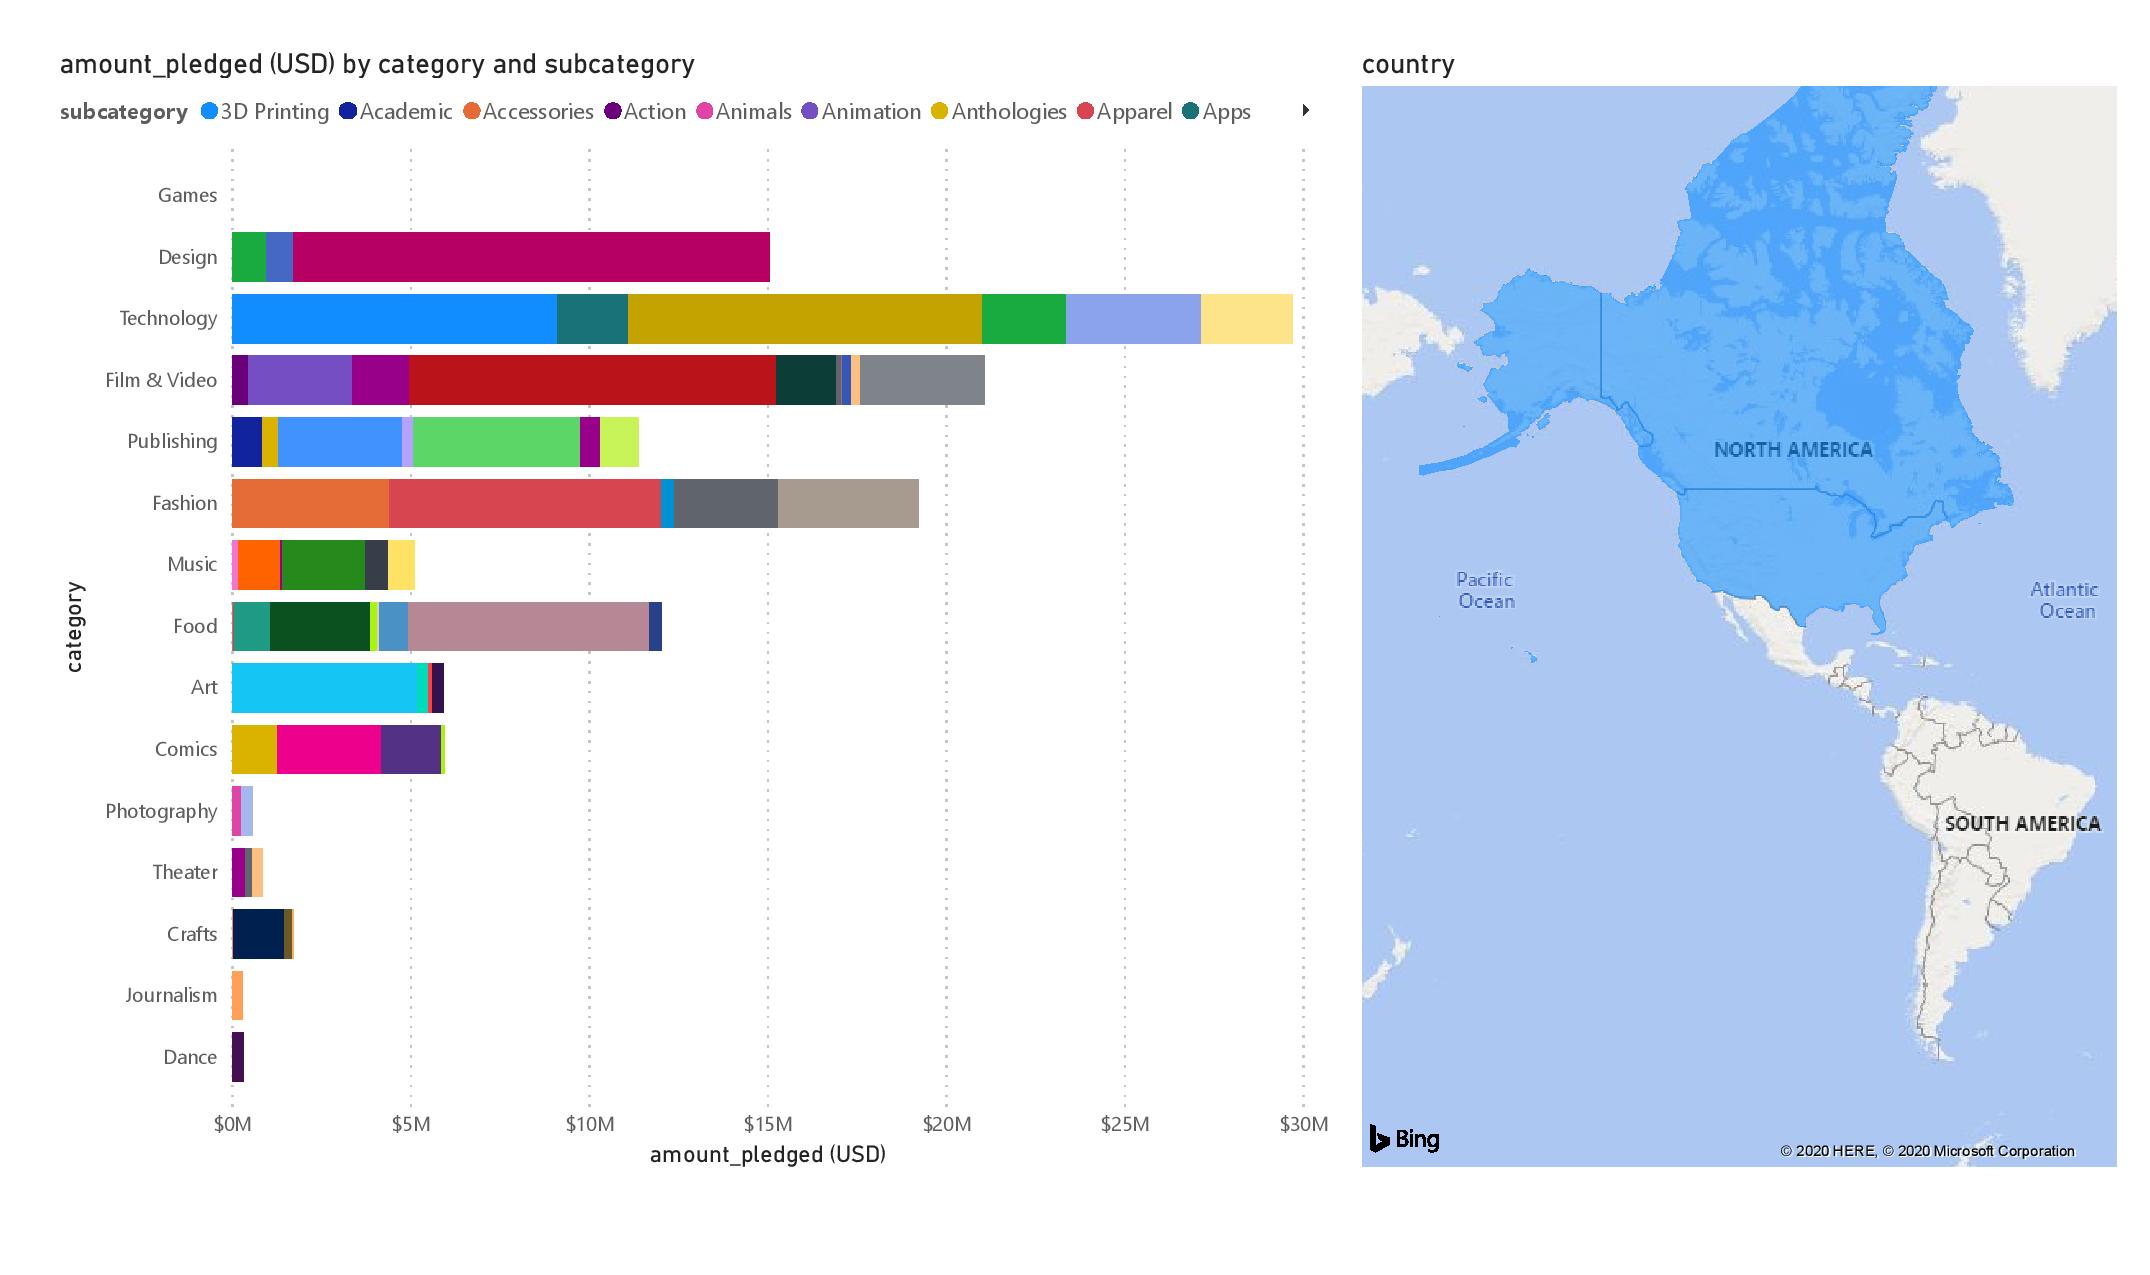 amount_pledged (USD) by category and subcategory
subcategory 3D Printing Academic Accessories Action Animals Animation Anthologies Apparel Apps
Games
Design
Technology
Film & Video
Publishing
Fashion
Music
Food
Art
Comics
Photography
Theater
Crafts
Journalism
Dance
category
$0M $5M $10M $15M $20M $25M $30M
amount_pledged (USD)
country
NORTH AMERICA
Pacific
Ocean
Atlantic
Ocean
SOUTH AMERICA
Bing
© 2020 HERE, © 2020 Microsoft Corporation